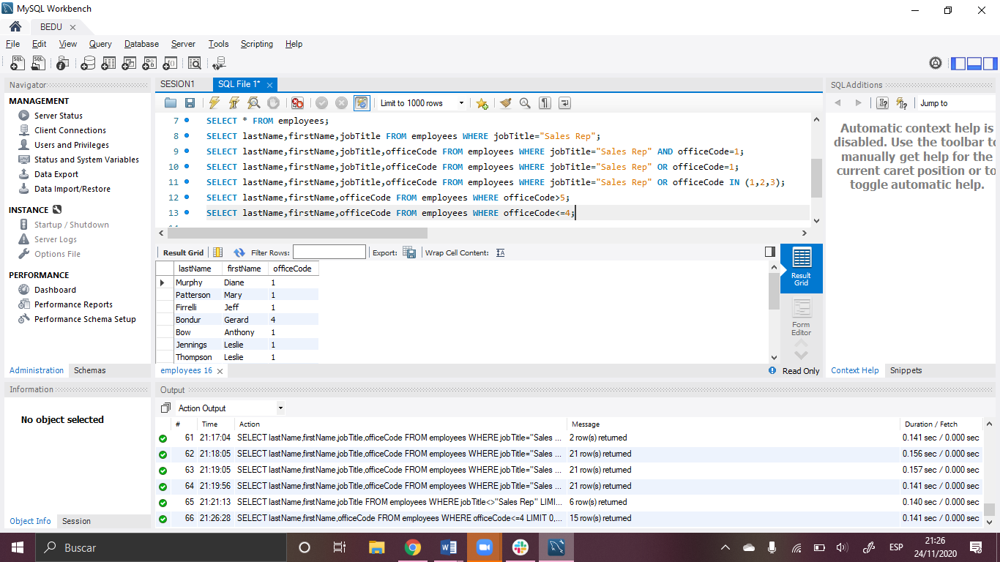 MySQL Workbench
BEDU
File Edit View Query Database Server Tools Scripting Help
Navigator
MANAGEMENT
Server Status
Client Connections
Users and Privileges
Status and System Variables
Data Export
Data Import/Restore
INSTANCE
Startup / Shutdown
Server Logs
Options File
PERFORMANCE
Dashboard
Performance Reports
Performance Schema Setup
Administration Schemas
Information
No object selected
Object Info Session
SESION1 SQL File 1*
Limit to 1000 rows
7 SELECT * FROM employees;
8 SELECT lastName,firstName,jobTitle FROM employees WHERE jobTitle="Sales Rep";
9 SELECT lastName,firstName,jobTitle,officeCode FROM employees WHERE jobTitle="Sales Rep" AND officeCode=1;
10 SELECT lastName,firstName,jobTitle,officeCode FROM employees WHERE jobTitle="Sales Rep" OR officeCode=1;
11 SELECT lastName,firstName,jobTitle,officeCode FROM employees WHERE jobTitle="Sales Rep" OR officeCode IN (1,2,3);
12 SELECT lastName,firstName,officeCode FROM employees WHERE officeCode>5;
13 SELECT lastName,firstName,officeCode FROM employees WHERE officeCode<=4;
Result Grid Filter Rows: Export: Wrap Cell Content:
lastName firstName officeCode
Murphy Diane 1
Patterson Mary 1
Firrelli Jeff 1
Bondur Gerard 4
Bow Anthony 1
Jennings Leslie 1
Thompson Leslie 1
Result
Grid
Form
Editor
employees 16
Read Only
SQLAdditions
Jump to
Automatic context help is
disabled. Use the toolbar to
manually get help for the
current caret position or to
toggle automatic help.
Context Help Snippets
Output
Action Output
# Time Action Message Duration / Fetch
61 21:17:04 SELECT lastName,firstName,jobTitle,officeCode FROM employees WHERE jobTitle="Sales ... 2 row(s) returned 0.141 sec / 0.000 sec
62 21:18:05 SELECT lastName,firstName,jobTitle,officeCode FROM employees WHERE jobTitle="Sales ... 21 row(s) returned 0.156 sec / 0.000 sec
63 21:19:05 SELECT lastName,firstName,jobTitle,officeCode FROM employees WHERE jobTitle="Sales ... 21 row(s) returned 0.157 sec / 0.000 sec
64 21:19:56 SELECT lastName,firstName,jobTitle,officeCode FROM employees WHERE jobTitle="Sales ... 21 row(s) returned 0.141 sec / 0.000 sec
65 21:21:13 SELECT lastName,firstName,jobTitle FROM employees WHERE jobTitle<>"Sales Rep" LIMI... 6 row(s) returned 0.140 sec / 0.000 sec
66 21:26:28 SELECT lastName,firstName,officeCode FROM employees WHERE officeCode<=4 LIMIT 0,... 15 row(s) returned 0.141 sec / 0.000 sec
Buscar
ESP
21:26
24/11/2020